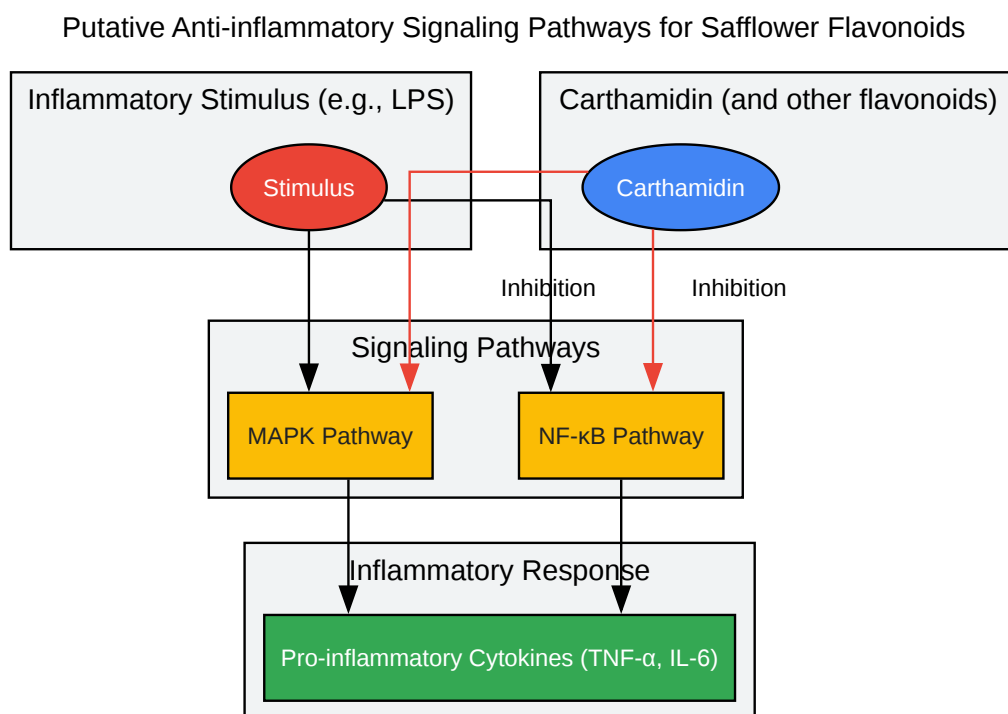 Putative Anti-inflammatory Signaling Pathways for Safflower Flavonoids
Inflammatory Stimulus (e.g., LPS)
Carthamidin (and other flavonoids)
Stimulus
Carthamidin
Inhibition
Inhibition
Signaling Pathways
MAPK Pathway
NF-κB Pathway
Inflammatory Response
Pro-inflammatory Cytokines (TNF-α, IL-6)